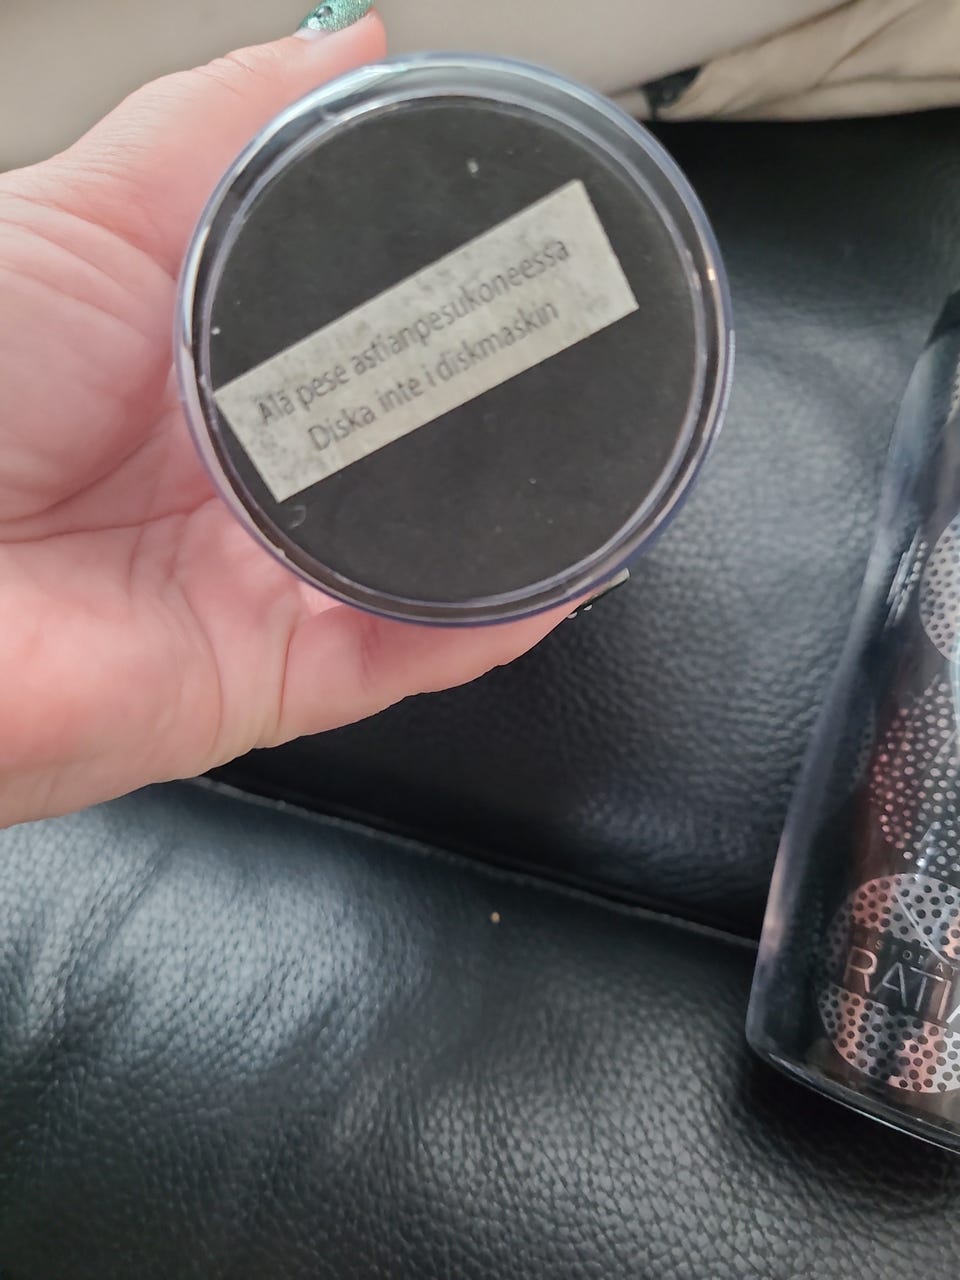 Älä pese astianpesukoneessa
Diska inte i diskmaskin